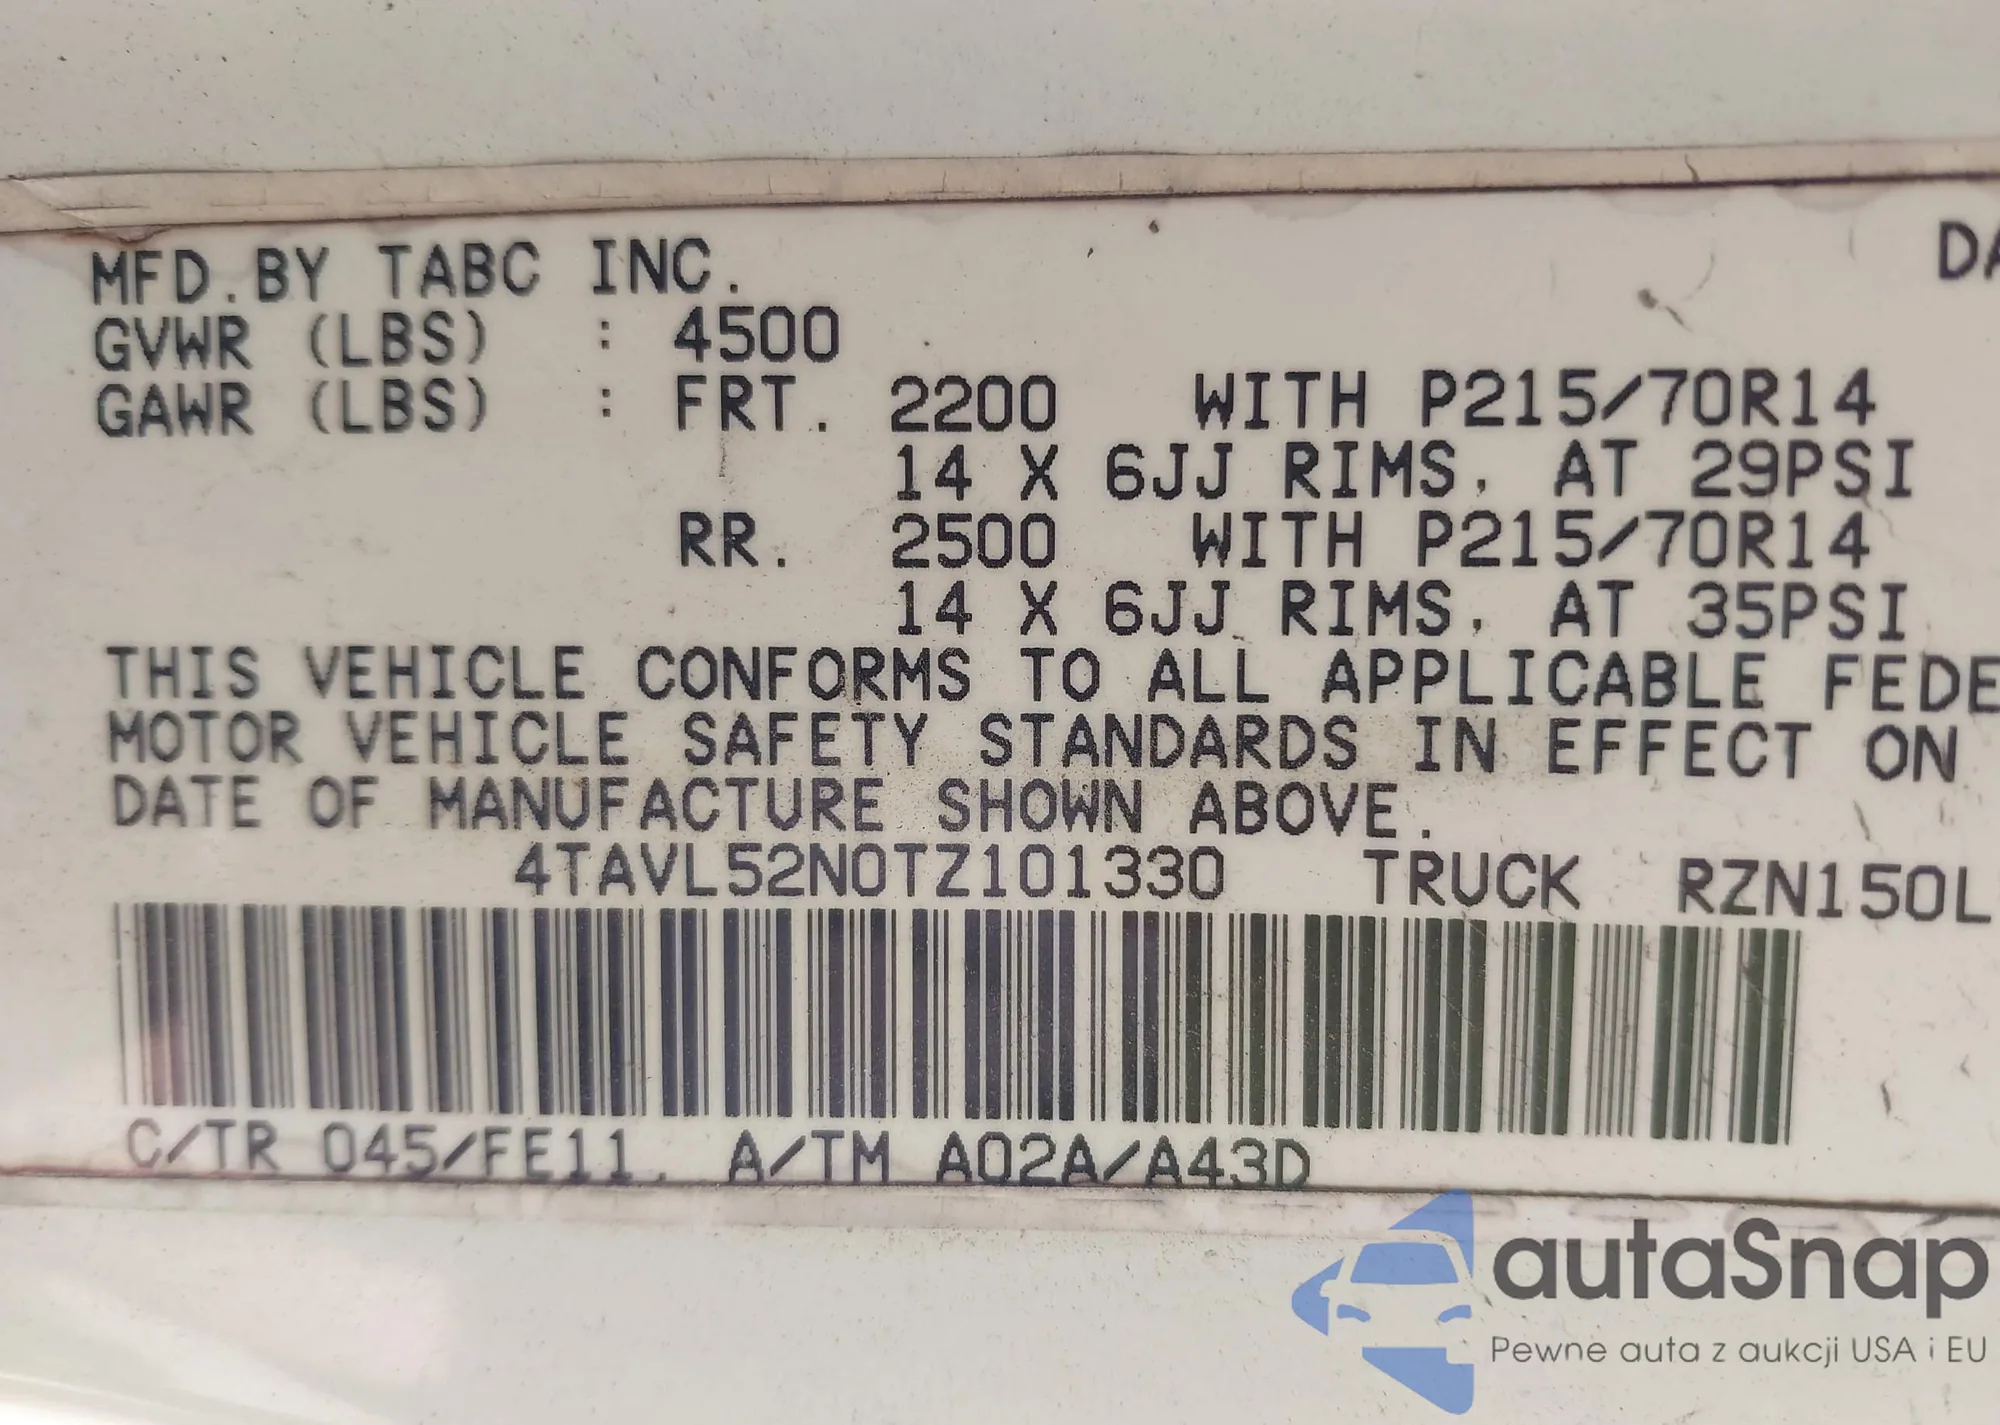 MFD.BY TABC INC. DA
GVWR (LBS) : 4500
GAWR (LBS) : FRT. 2200 WITH P215/70R14
14 X 6JJ RIMS, AT 29PSI
RR. 2500 WITH P215/70R14
14 X 6JJ RIMS, AT 35PSI
THIS VEHICLE CONFORMS TO ALL APPLICABLE FEDE
MOTOR VEHICLE SAFETY STANDARDS IN EFFECT ON
DATE OF MANUFACTURE SHOWN ABOVE.
4TAVL52N0TZ101330 TRUCK RZN150L
C/TR 045/FE11, A/TM A02A/A43D
autaSnap
Pewne auta z aukcji USA i EU